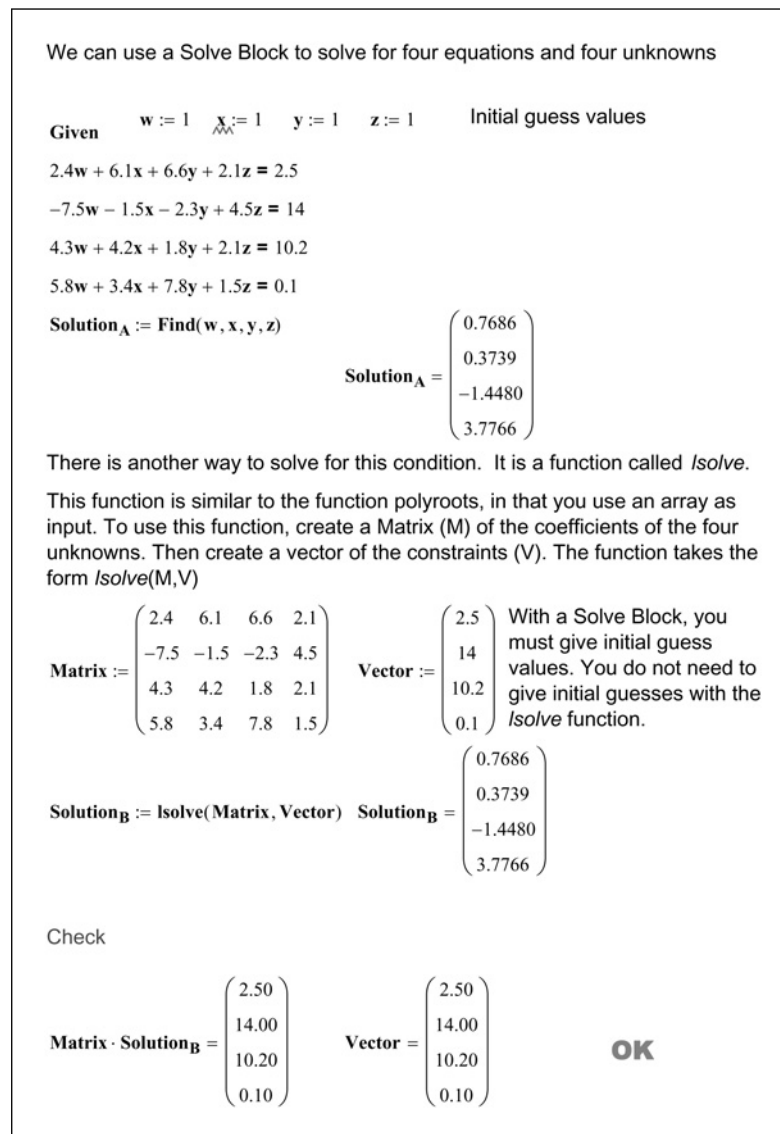 We can use a Solve Block to solve for four equations and four unknowns
Given w := 1 x := 1 y := 1 z := 1 Initial guess values
2.4w + 6.1x + 6.6y + 2.1z = 2.5
−7.5w − 1.5x − 2.3y + 4.5z = 14
4.3w + 4.2x + 1.8y + 2.1z = 10.2
5.8w + 3.4x + 7.8y + 1.5z = 0.1
Solution_A := Find(w, x, y, z)
Solution_A =
0.7686
0.3739
−1.4480
3.7766
There is another way to solve for this condition. It is a function called lsolve.
This function is similar to the function polyroots, in that you use an array as
input. To use this function, create a Matrix (M) of the coefficients of the four
unknowns. Then create a vector of the constraints (V). The function takes the
form lsolve(M,V)
Matrix :=
2.4 6.1 6.6 2.1
−7.5 −1.5 −2.3 4.5
4.3 4.2 1.8 2.1
5.8 3.4 7.8 1.5
Vector :=
2.5
14
10.2
0.1
With a Solve Block, you
must give initial guess
values. You do not need to
give initial guesses with the
lsolve function.
Solution_B := lsolve(Matrix, Vector) Solution_B =
0.7686
0.3739
−1.4480
3.7766
Check
Matrix · Solution_B =
2.50
14.00
10.20
0.10
Vector =
2.50
14.00
10.20
0.10
OK